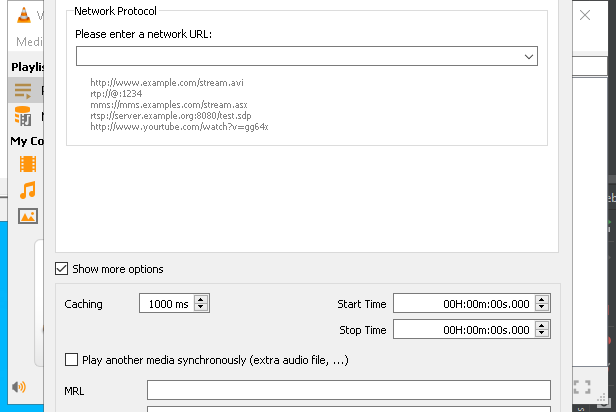 Network Protocol
Please enter a network URL:
http://www.example.com/stream.avi
rtp://@:1234
mms://mms.examples.com/stream.asx
rtsp://server.example.org:8080/test.sdp
http://www.yourtube.com/watch?v=gg64x
Medi
Playlis
My Co
Show more options
Caching
1000 ms
Start Time
00H:00m:00s.000
Stop Time
00H:00m:00s.000
Play another media synchronously (extra audio file, ...)
MRL